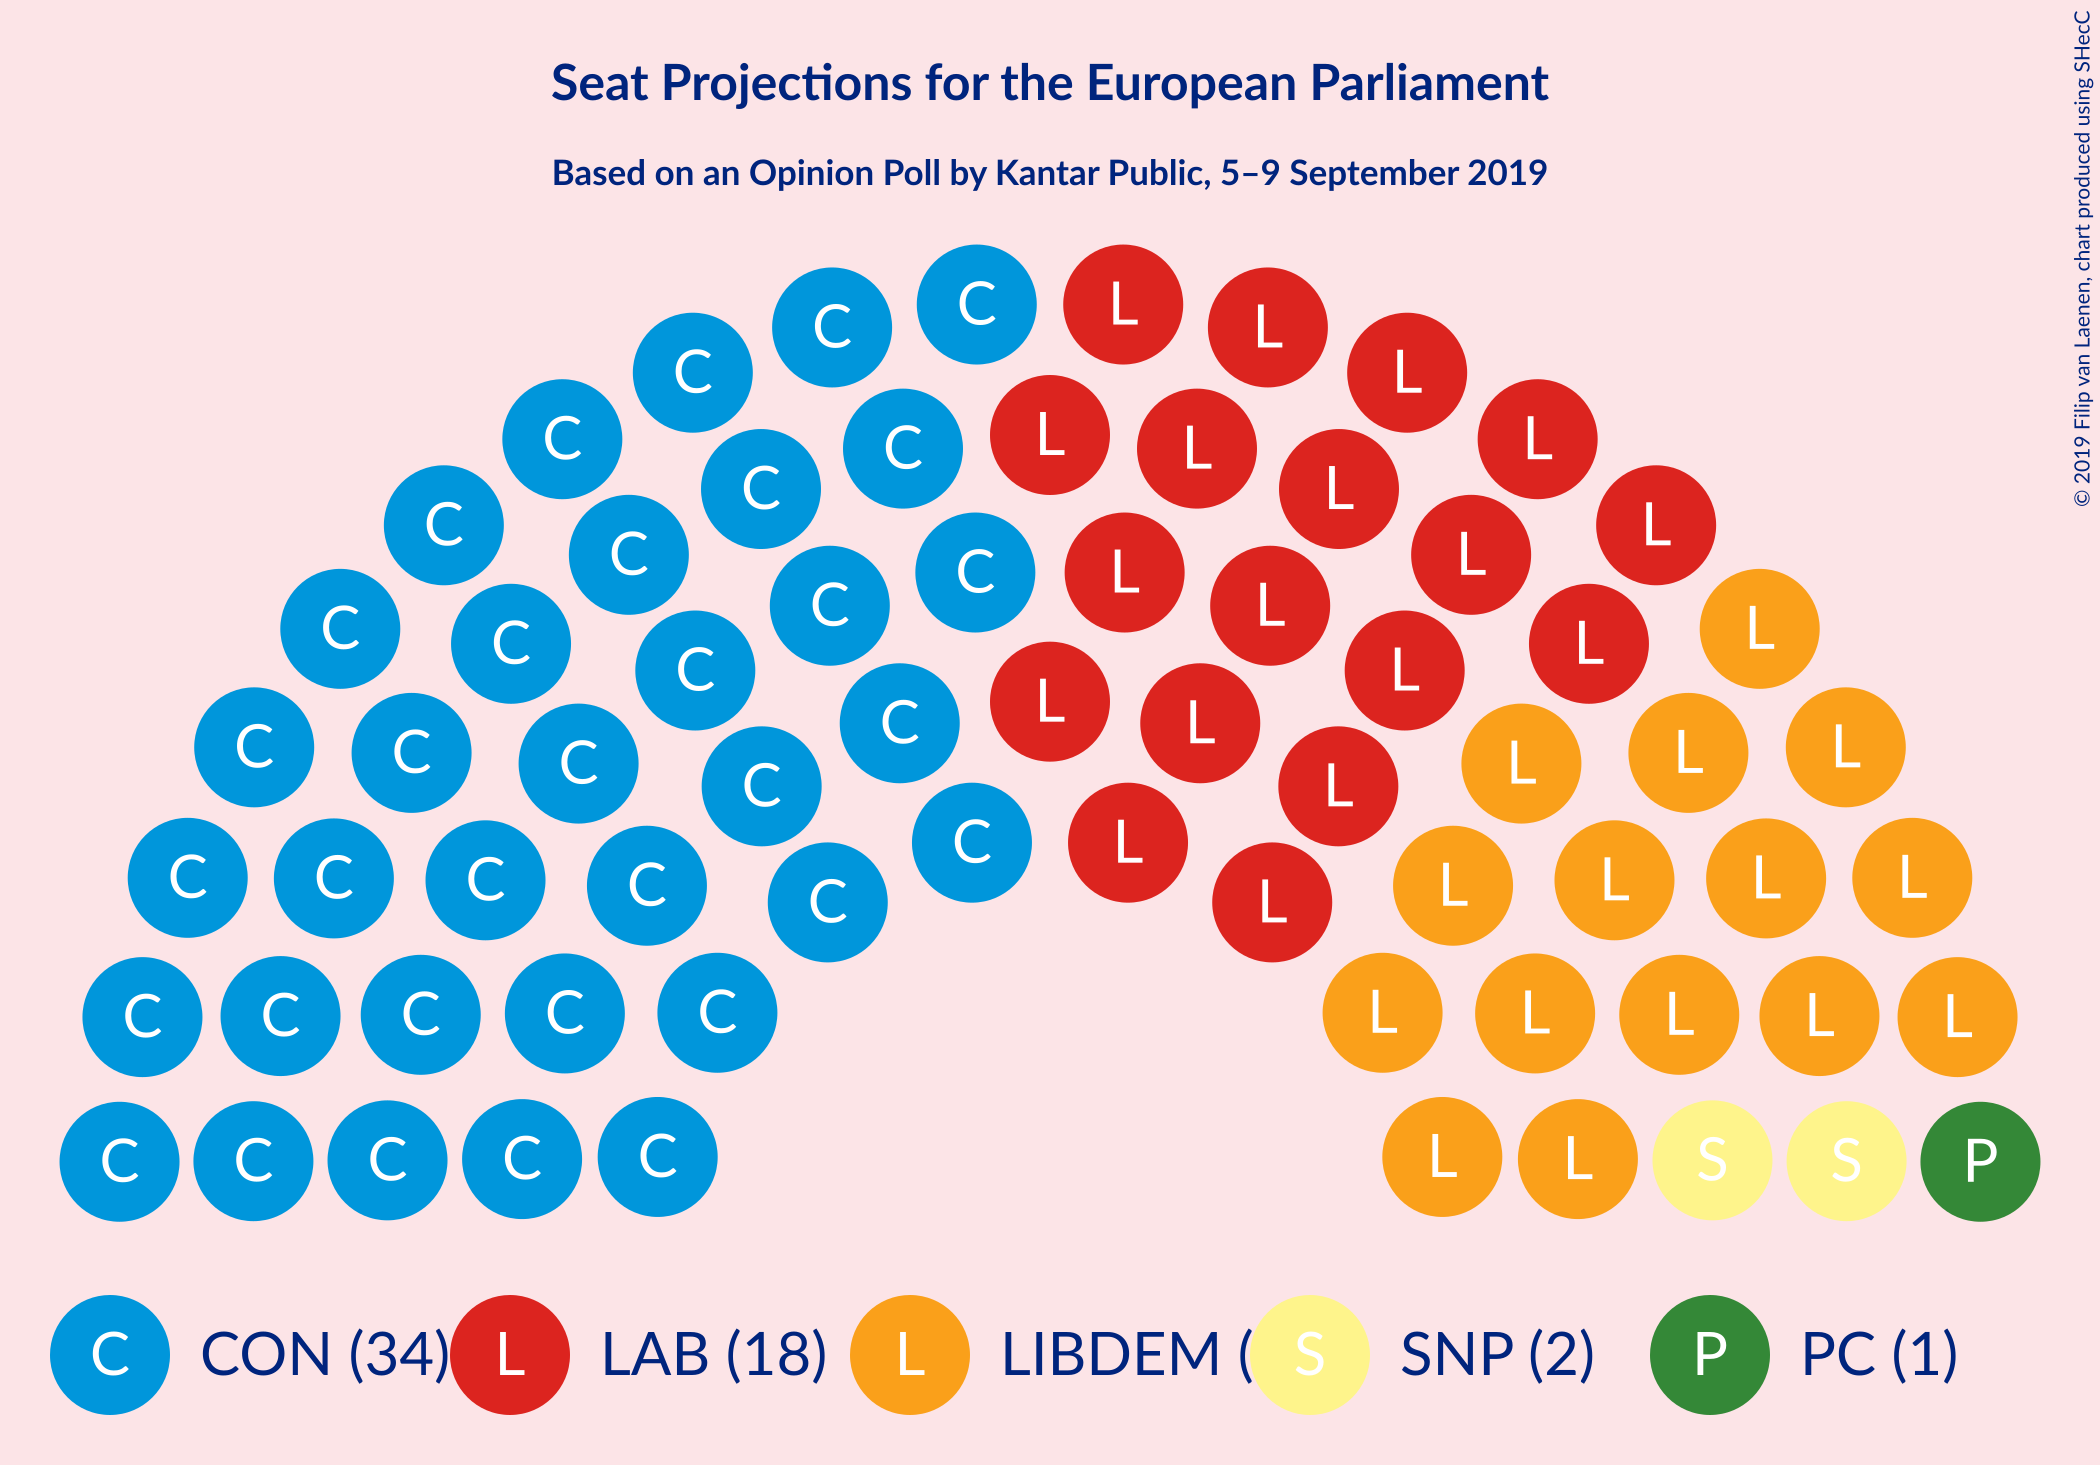 Seat Projections for the European Parliament
Based on an Opinion Poll by Kantar Public, 5–9 September 2019
© 2019 Filip van Laenen, chart produced using SHecC
C L
C L
C L
C C L L L
C L
C L
C C L L
C C L L
C C L L
C L L
C C C L L L
C L
C L
C C C C C L L L L L
C C C C C L L L L L
C C C C C L L S S P
C CON (34) L LAB (18) L LIBDEM ( S SNP (2) P PC (1)